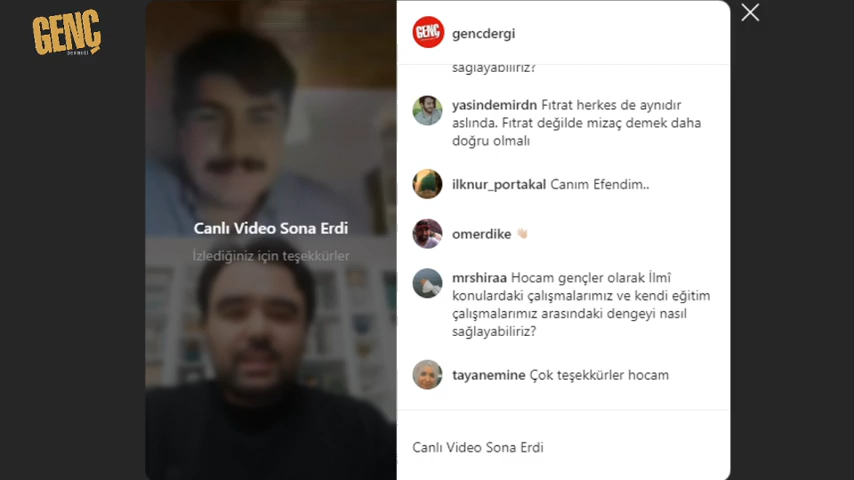 GENÇ
DERGİSİ
Canlı Video Sona Erdi
İzlediğiniz için teşekkürler
GENÇ
gencdergi
sağlayabiliriz?
yasindemirdn Fıtrat herkes de aynıdır
aslında. Fıtrat değilde mizaç demek daha
doğru olmalı
ilknur_portakal Canım Efendim..
omerdike 👋🏼
mrshiraa Hocam gençler olarak İlmî
konulardaki çalışmalarımız ve kendi eğitim
çalışmalarımız arasındaki dengeyi nasıl
sağlayabiliriz?
tayanemine Çok teşekkürler hocam
Canlı Video Sona Erdi